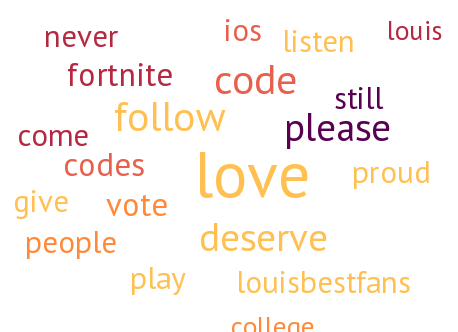 never ios listen louis
fortnite code
still
follow please
come
codes love proud
give vote
people deserve
play louisbestfans
college